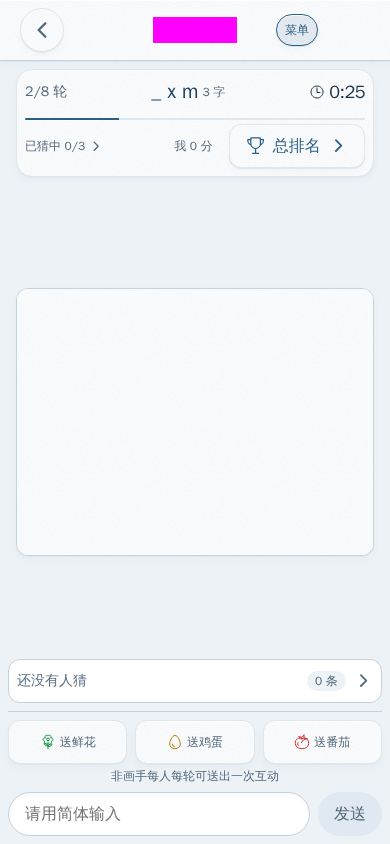 菜单
2/8 轮
_ x m 3 字
0:25
已猜中 0/3
我 0 分
总排名
还没有人猜
0 条
送鲜花
送鸡蛋
送番茄
非画手每人每轮可送出一次互动
请用简体输入
发送